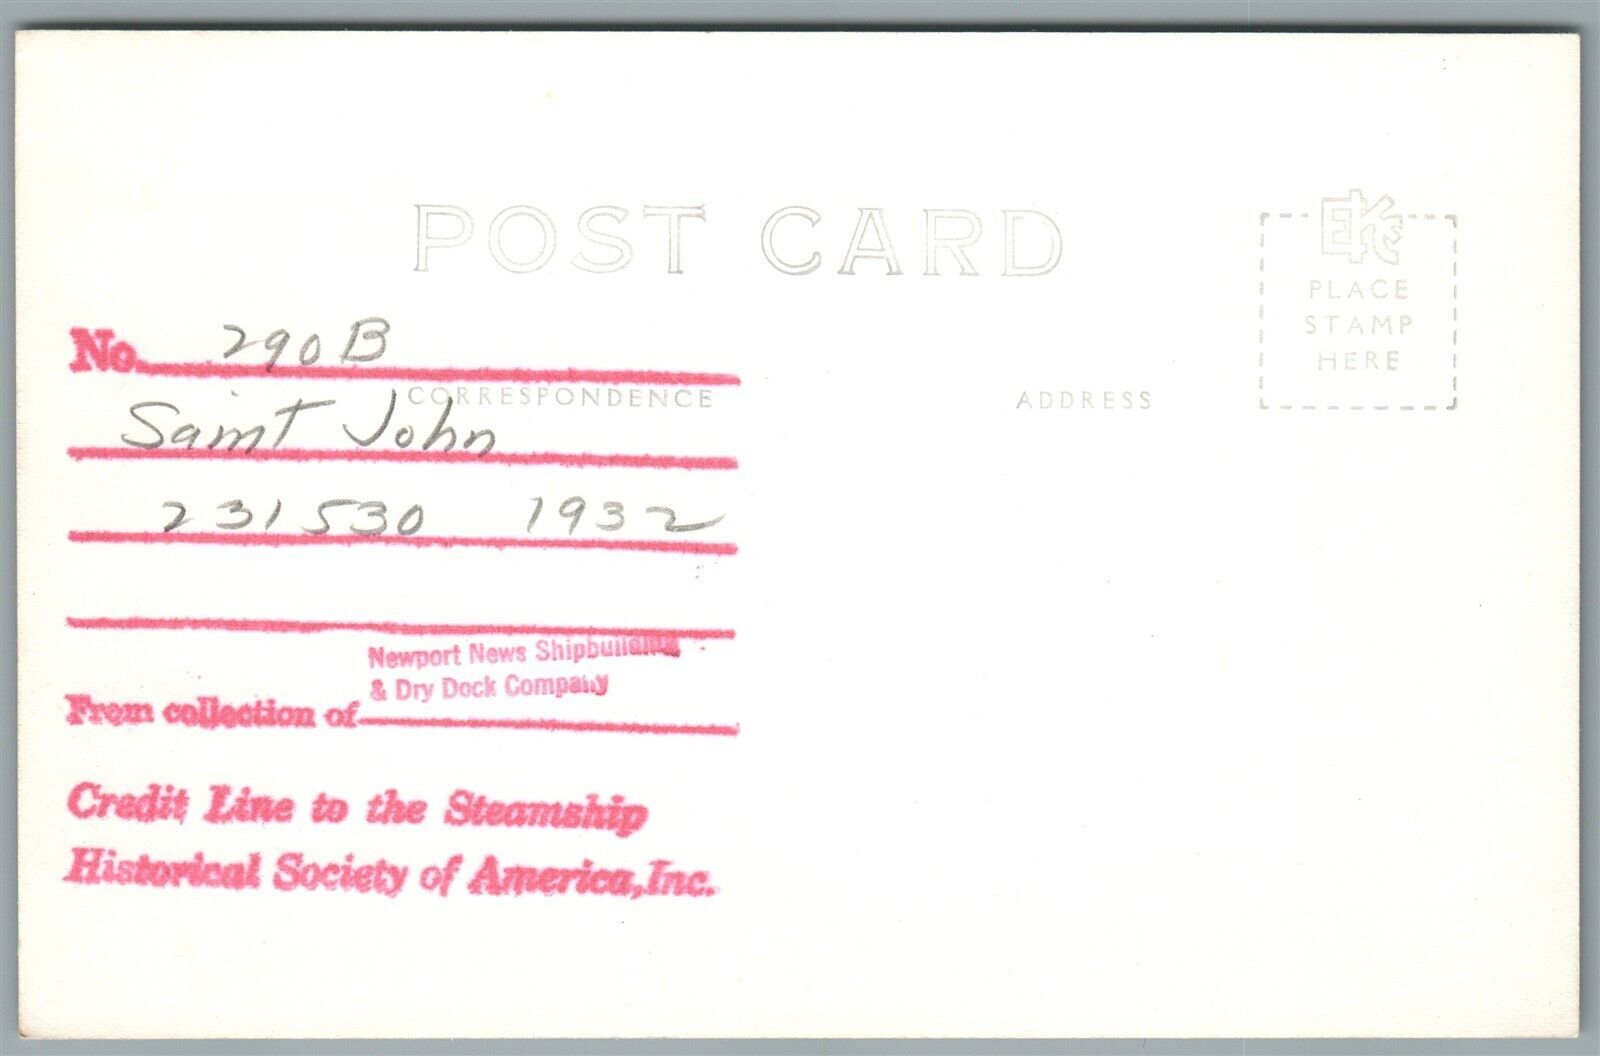 POST CARD
EKC
PLACE
STAMP
HERE
No. 290B
CORRESPONDENCE
ADDRESS
Saint John
231530 1932
Newport News Shipbuilding
& Dry Dock Company
From collection of
Credit Line to the Steamship
Historical Society of America, Inc.